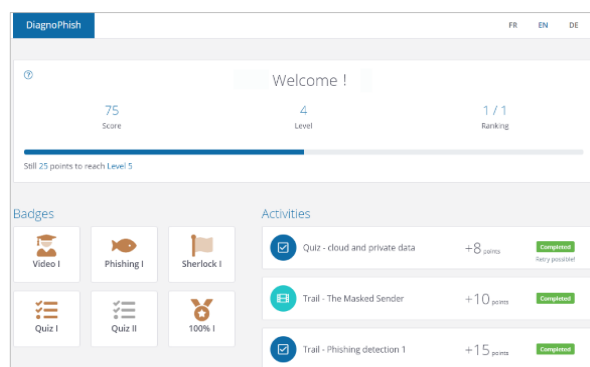 DiagnoPhish
FR EN DE
Welcome !
75 4 1 / 1
Score Level Ranking
Still 25 points to reach Level 5
Badges
Video I Phishing I Sherlock I
Quiz I Quiz II 100% I
Activities
Quiz - cloud and private data +8 points Completed
Retry possible!
Trail - The Masked Sender +10 points Completed
Trail - Phishing detection 1 +15 points Completed